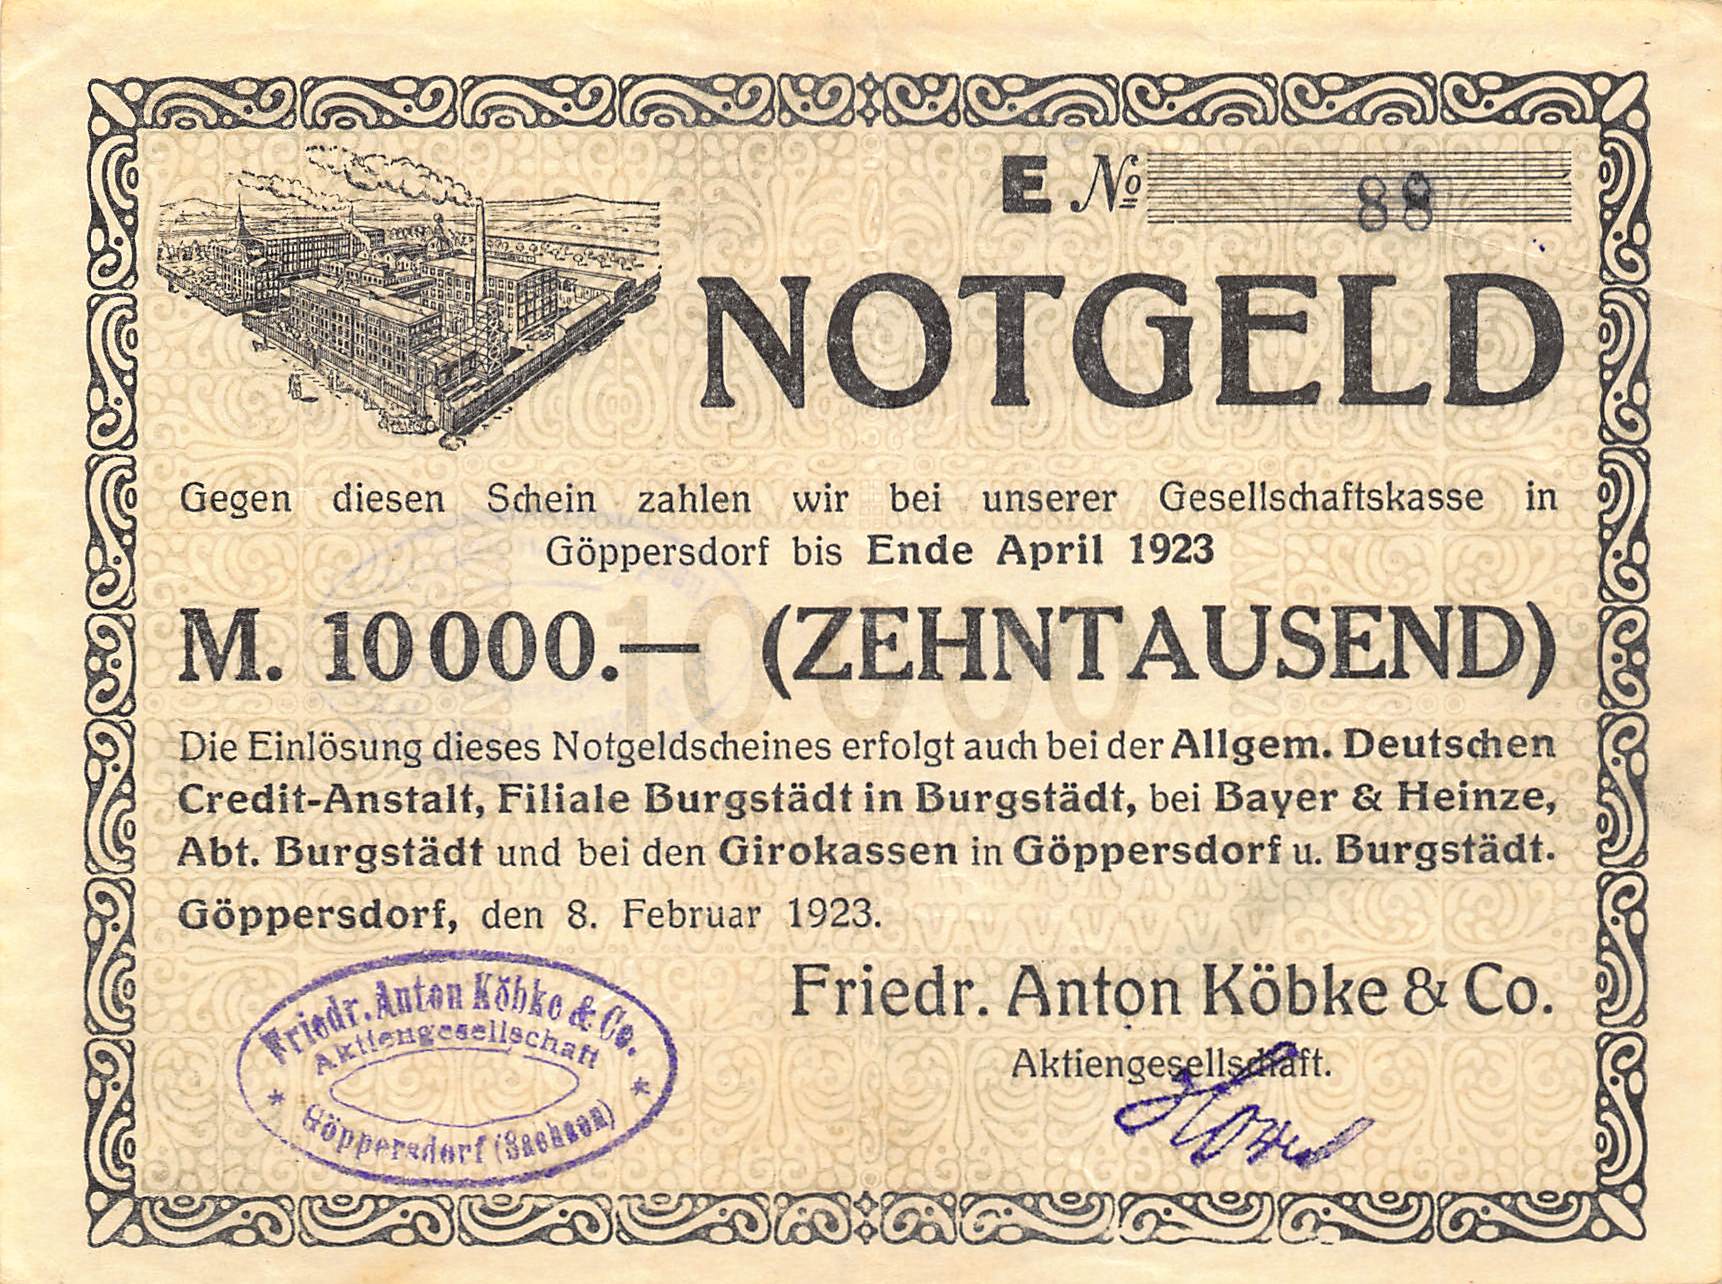 E № 88
NOTGELD
Gegen diesen Schein zahlen wir bei unserer Gesellschaftskasse in
Göppersdorf bis Ende April 1923
M. 10000.— (ZEHNTAUSEND)
10000
Die Einlösung dieses Notgeldscheines erfolgt auch bei der Allgem. Deutschen
Credit-Anstalt, Filiale Burgstädt in Burgstädt, bei Bayer & Heinze,
Abt. Burgstädt und bei den Girokassen in Göppersdorf u. Burgstädt.
Göppersdorf, den 8. Februar 1923.
Friedr. Anton Köbke & Co.
Aktiengesellschaft.
Friedr. Anton Köbke & Co.
Aktiengesellschaft
* Göppersdorf (Sachsen) *